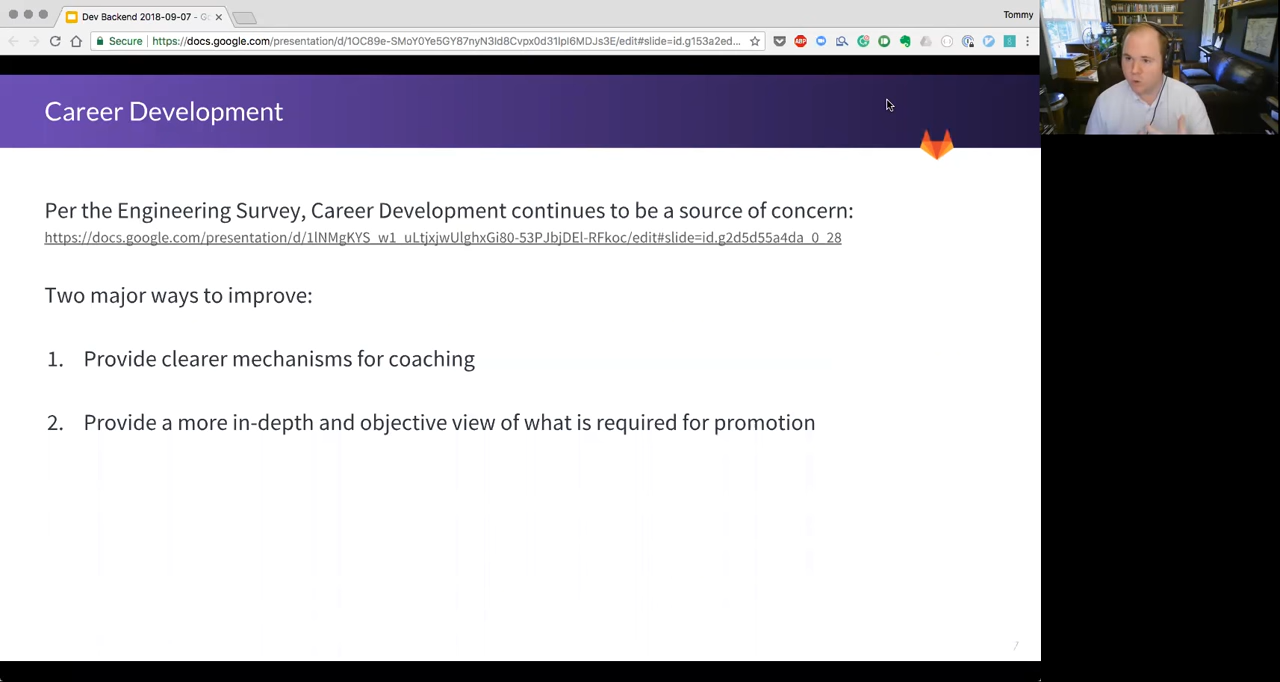 Dev Backend 2018-09-07 - Go
Tommy
Secure
https://docs.google.com/presentation/d/1OC89e-SMoY0Ye5GY87nyN3ld8Cvpx0d31lpl6MDJs3E/edit#slide=id.g153a2ed...
Career Development
Per the Engineering Survey, Career Development continues to be a source of concern:
https://docs.google.com/presentation/d/1lNMgKYS_w1_uLtjxjwUlghxGi80-53PJbjDEl-RFkoc/edit#slide=id.g2d5d55a4da_0_28
Two major ways to improve:
1. Provide clearer mechanisms for coaching
2. Provide a more in-depth and objective view of what is required for promotion
7